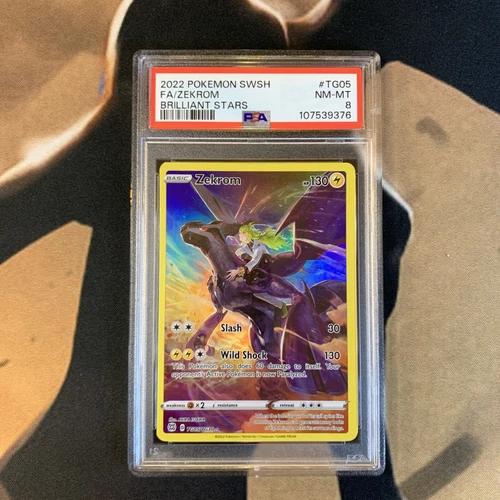 2022 POKEMON SWSH #TG05
FA/ZEKROM NM-MT
BRILLIANT STARS 8
PSA 107539376
BASIC Zekrom HP130
Slash 30
Wild Shock 130
This Pokémon also does 60 damage to itself. Your
opponent's Active Pokémon is now Paralyzed.
weakness ×2 resistance retreat